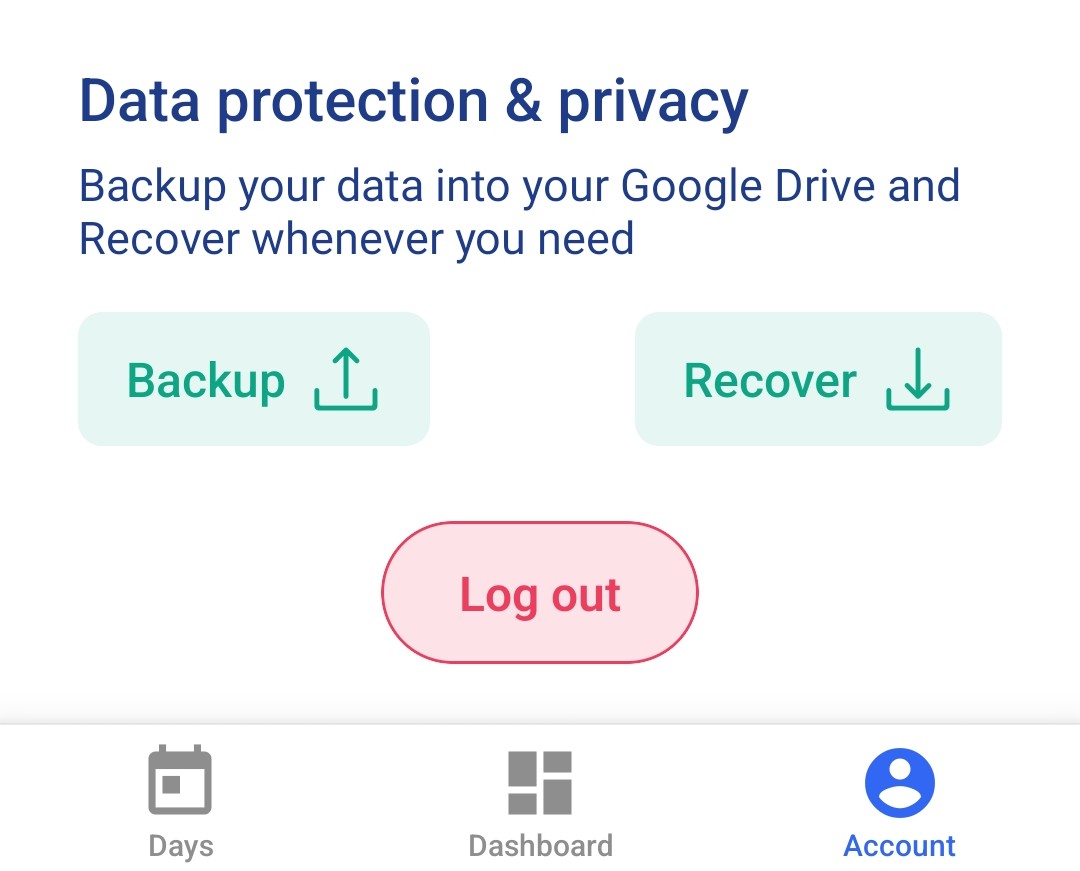 Data protection & privacy
Backup your data into your Google Drive and
Recover whenever you need
Backup
Recover
Log out
Days
Dashboard
Account